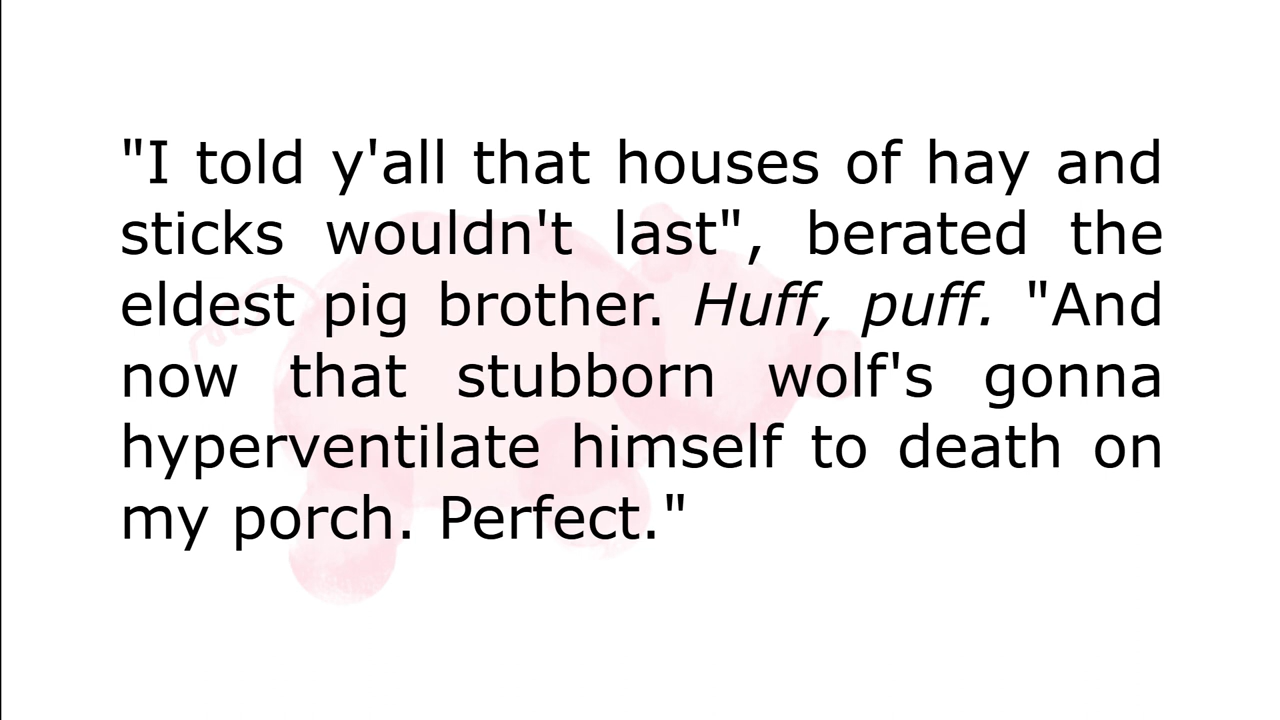 "I told y'all that houses of hay and
sticks wouldn't last", berated the
eldest pig brother. Huff, puff. "And
now that stubborn wolf's gonna
hyperventilate himself to death on
my porch. Perfect."